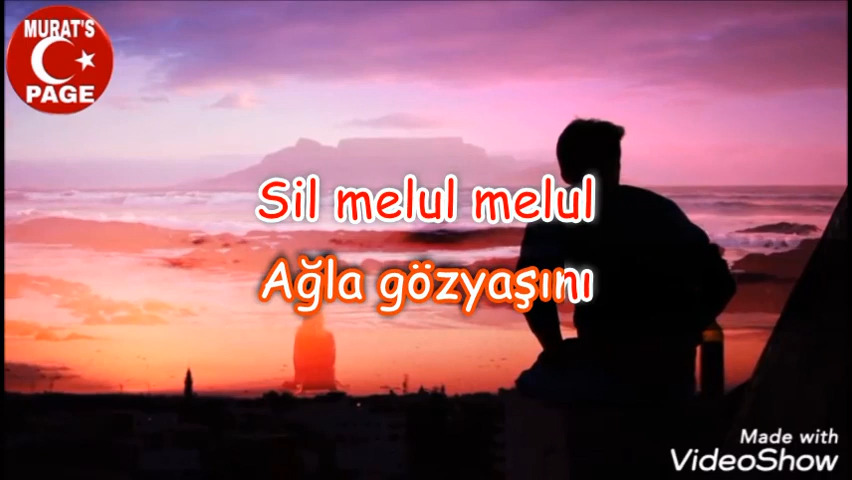 MURAT'S
PAGE
Sil melul melul
Ağla gözyaşını
Made with
VideoShow